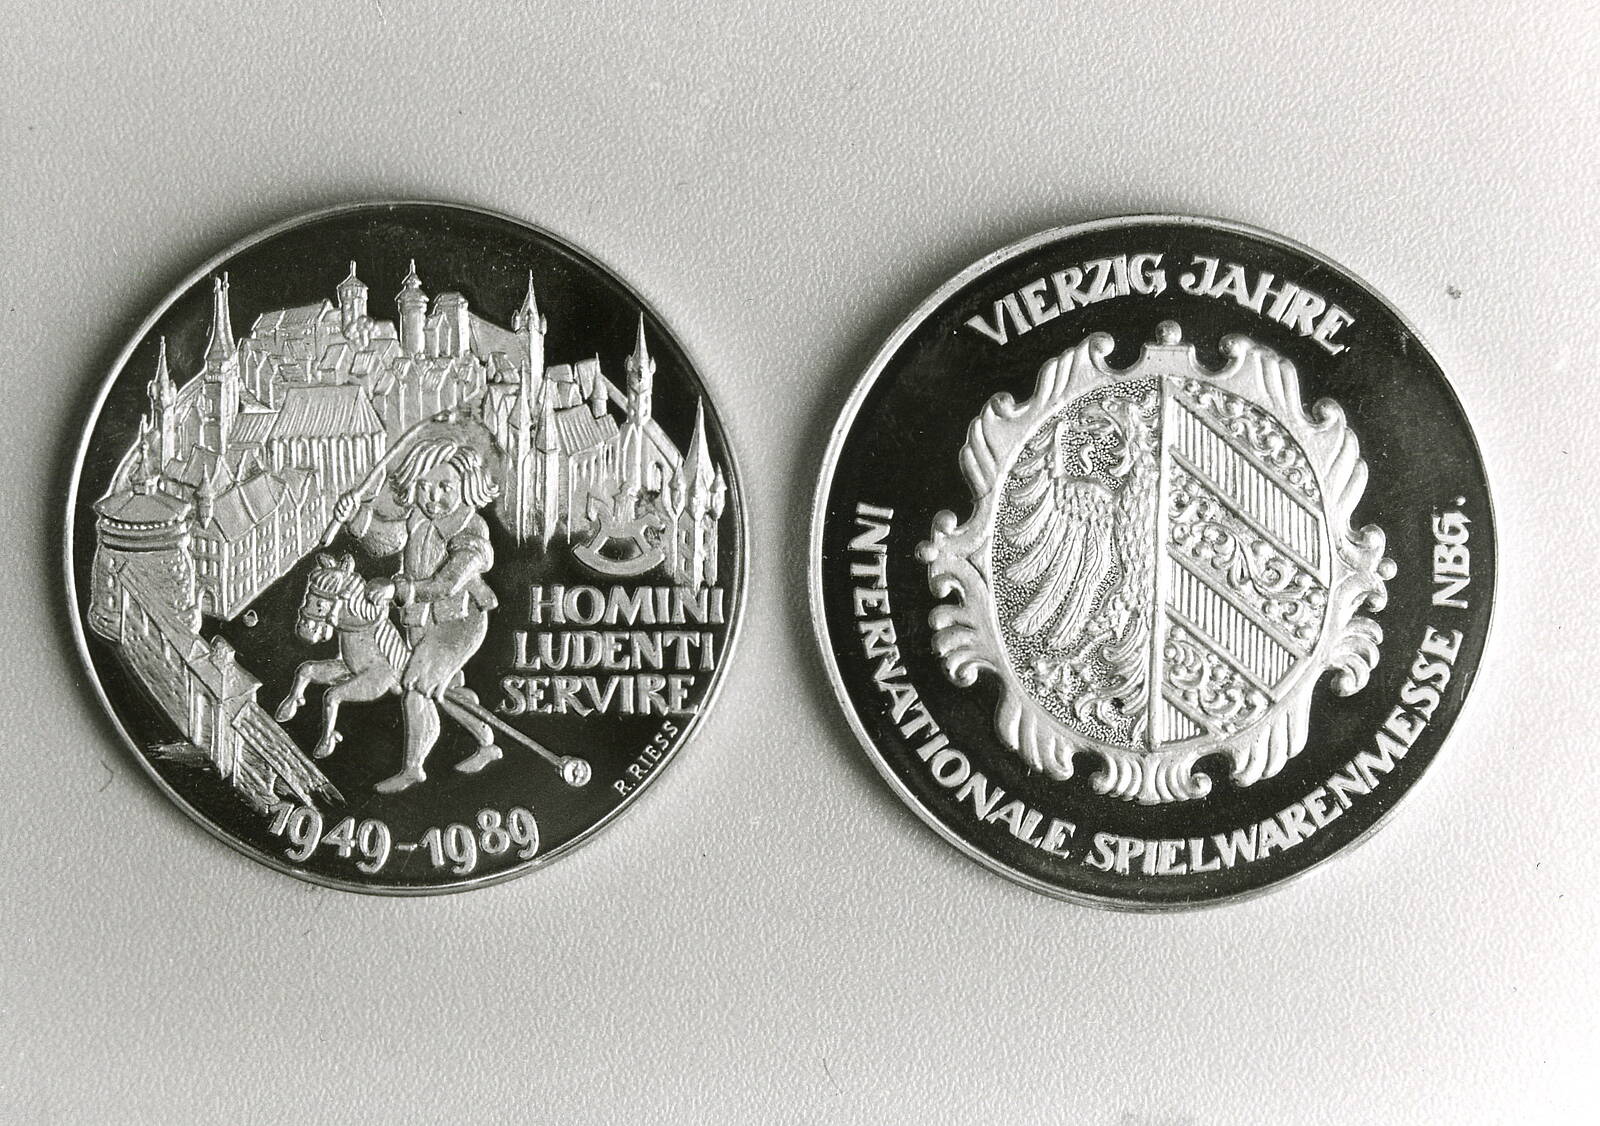 HOMINI
LUDENTI
SERVIRE
R. RIESS
1949-1989
VIERZIG JAHRE
INTERNATIONALE SPIELWARENMESSE NBG.